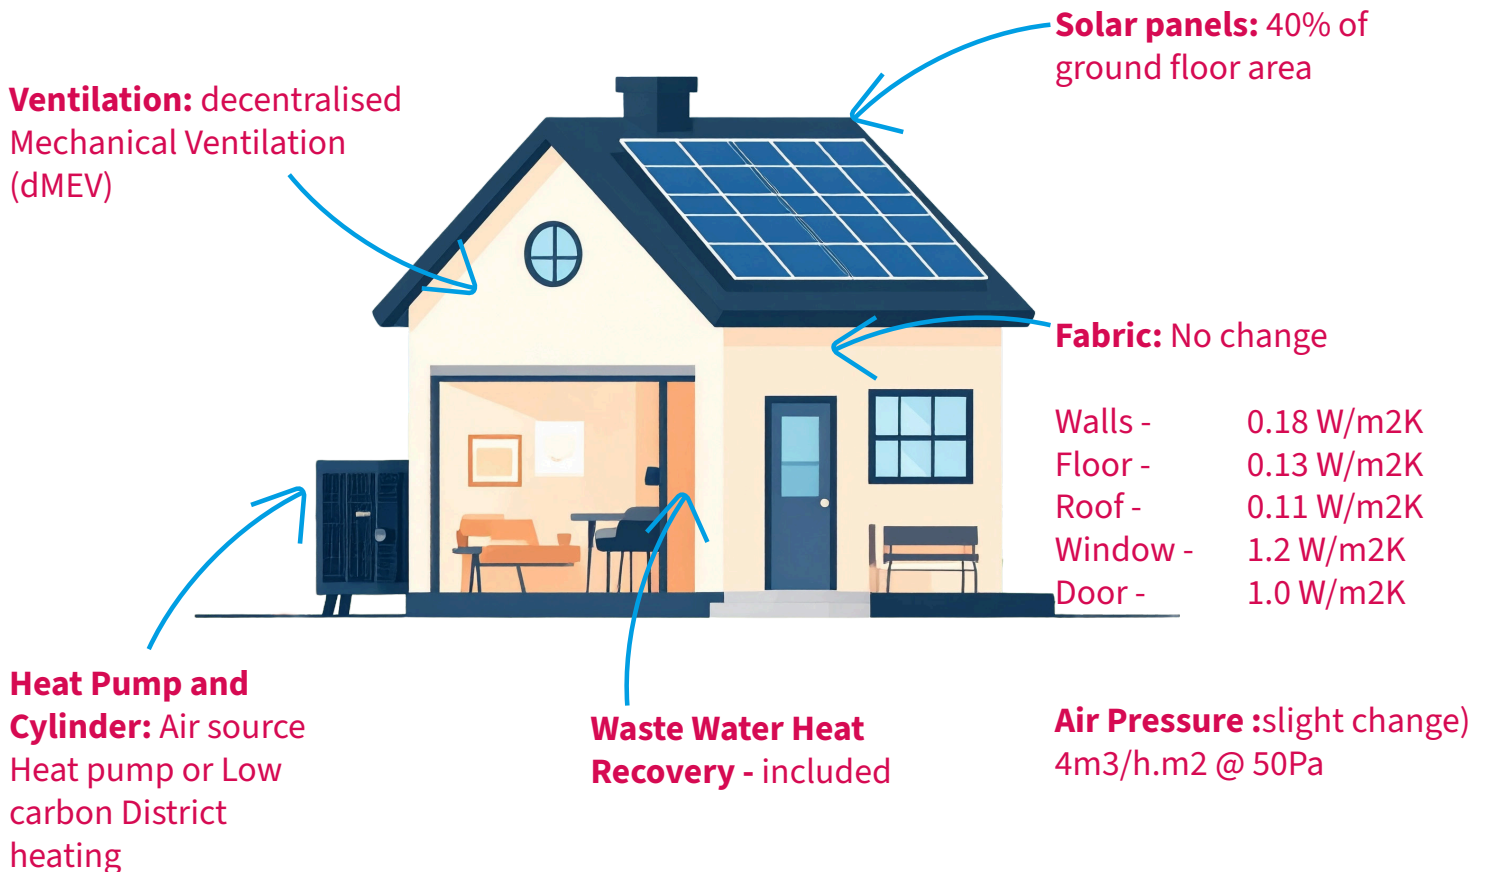 Solar panels: 40% of
ground floor area
Ventilation: decentralised
Mechanical Ventilation
(dMEV)
Fabric: No change
Walls - 0.18 W/m2K
Floor - 0.13 W/m2K
Roof - 0.11 W/m2K
Window - 1.2 W/m2K
Door - 1.0 W/m2K
Heat Pump and
Cylinder: Air source
Heat pump or Low
carbon District
heating
Waste Water Heat
Recovery - included
Air Pressure :slight change)
4m3/h.m2 @ 50Pa